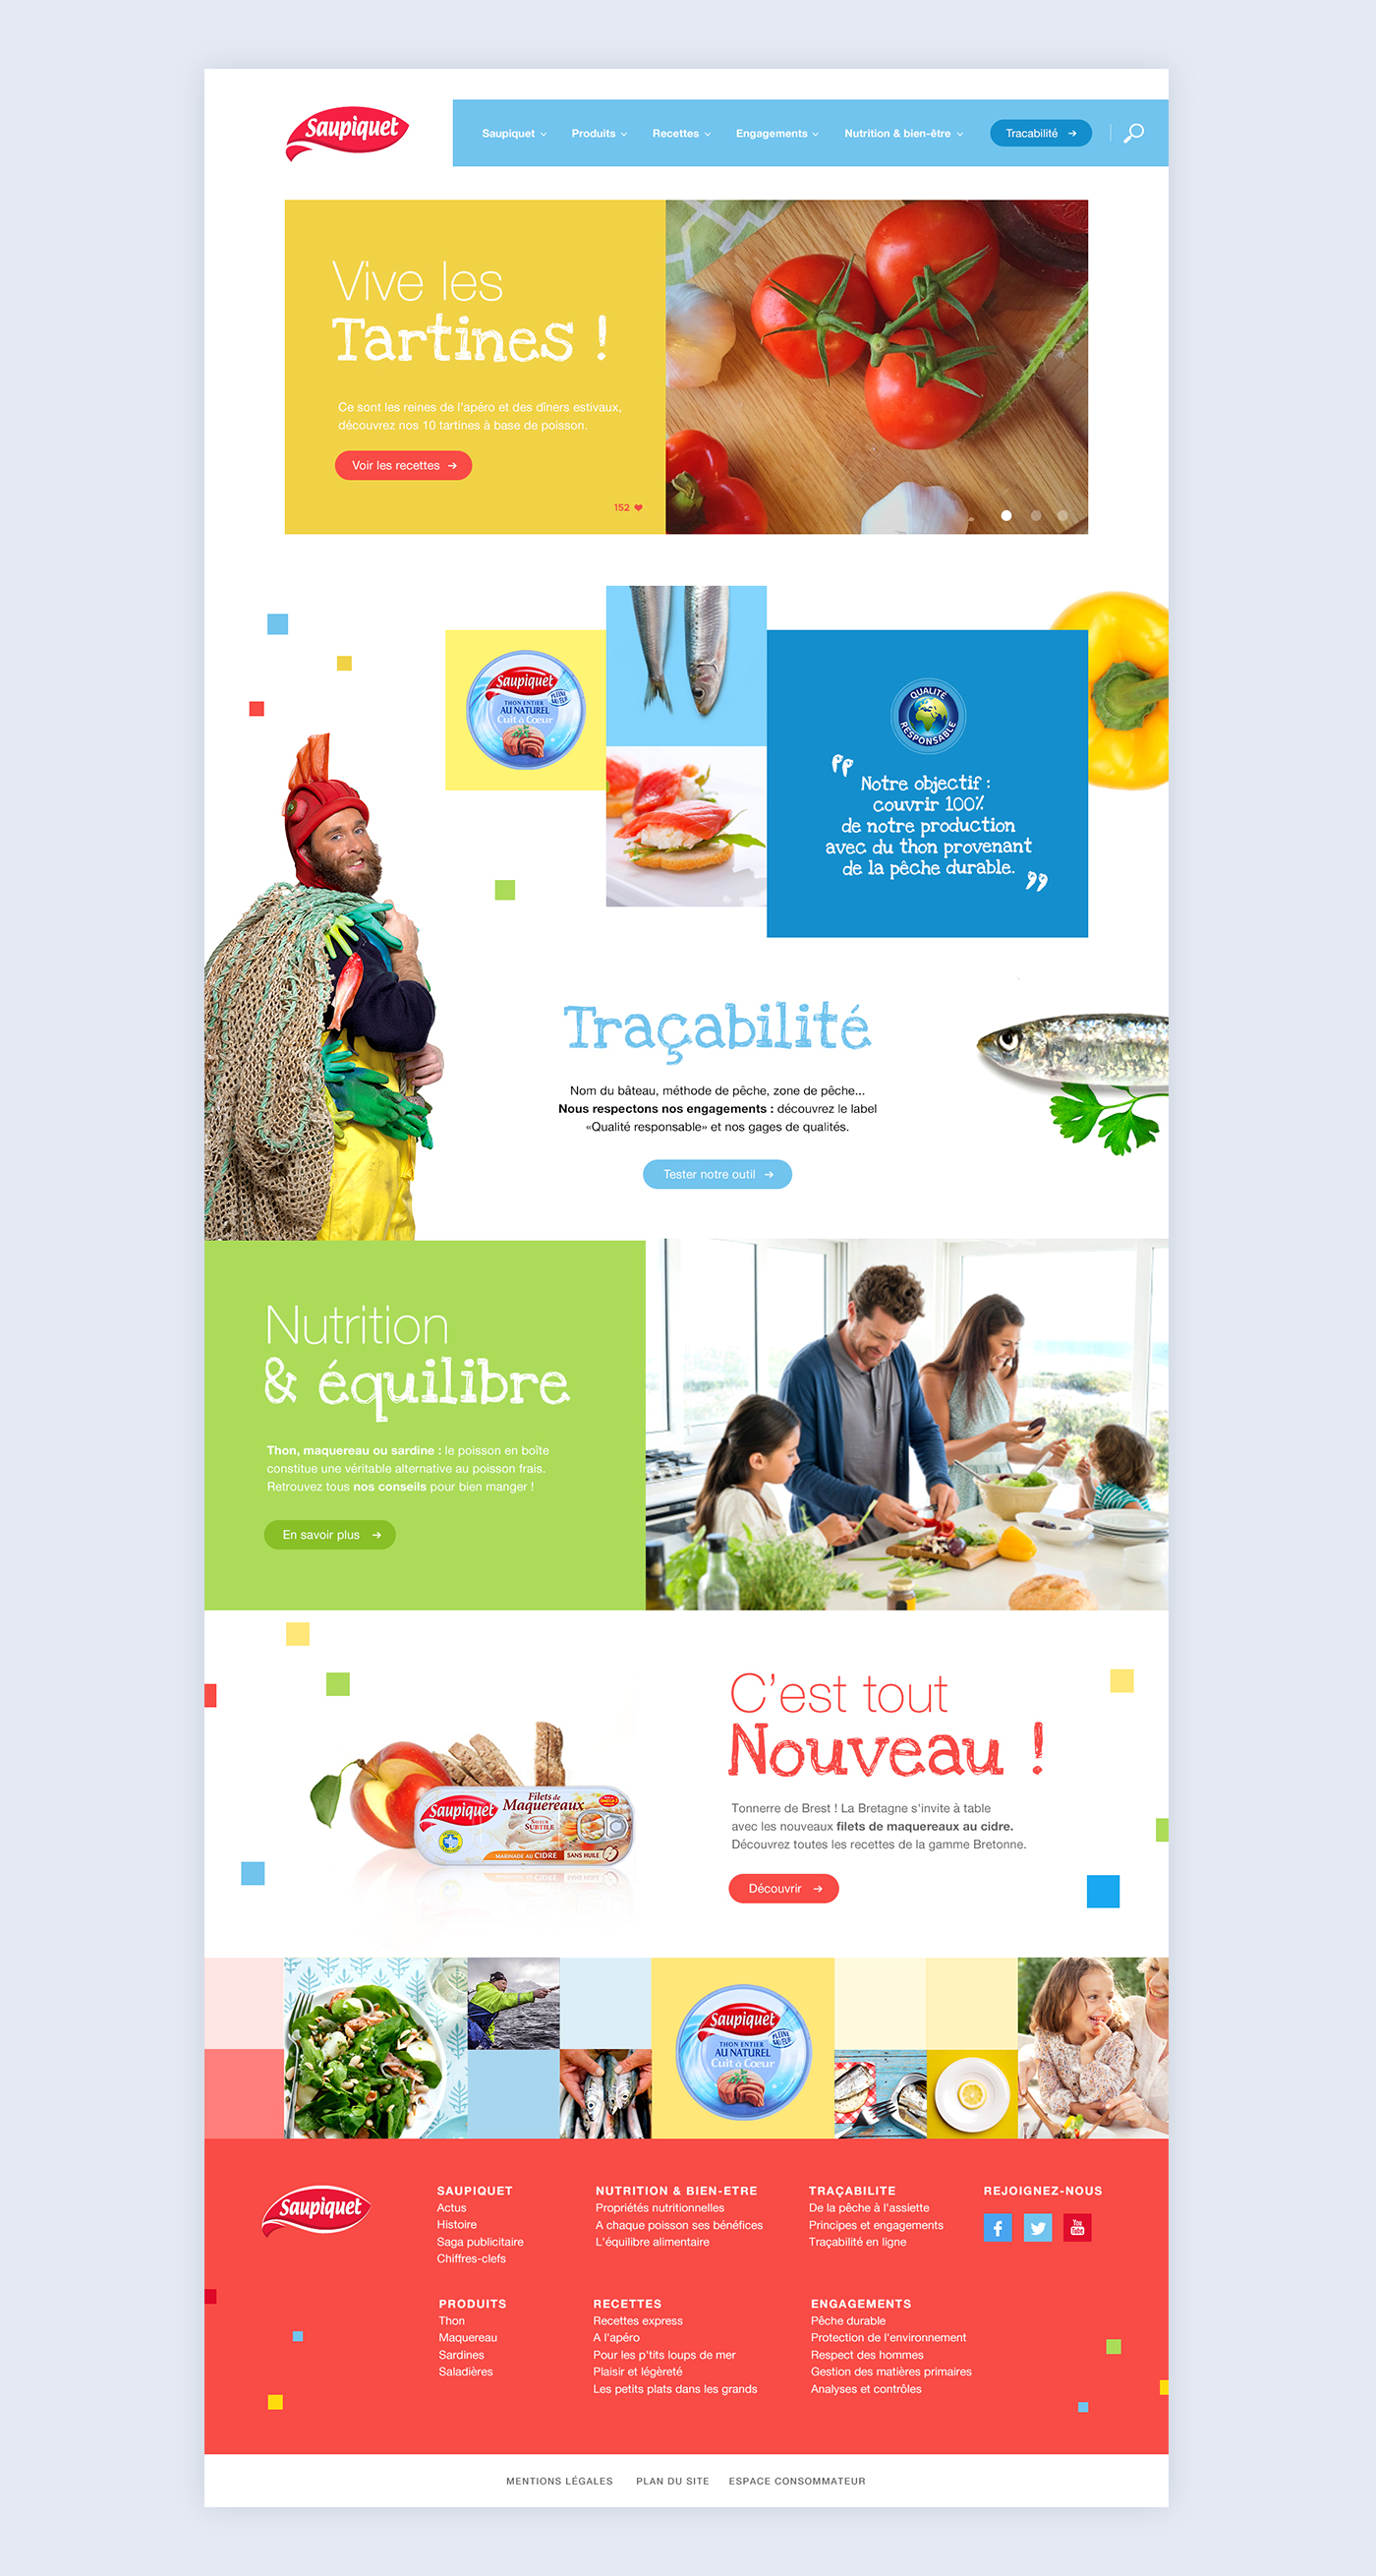 Saupiquet
Saupiquet Produits Recettes Engagements Nutrition & bien-être Tracabilité
Vive les
Tartines !
Ce sont les reines de l'apéro et des dîners estivaux,
découvrez nos 10 tartines à base de poisson.
Voir les recettes
152
Saupiquet
PLEINE SAVEUR
THON ENTIER
AU NATUREL
Cuit à Coeur
QUALITÉ
RESPONSABLE
Notre objectif :
couvrir 100%
de notre production
avec du thon provenant
de la pêche durable.
Traçabilité
Nom du bâteau, méthode de pêche, zone de pêche...
Nous respectons nos engagements : découvrez le label
«Qualité responsable» et nos gages de qualités.
Tester notre outil
Nutrition
& équilibre
Thon, maquereau ou sardine : le poisson en boîte
constitue une véritable alternative au poisson frais.
Retrouvez tous nos conseils pour bien manger !
En savoir plus
C'est tout
Nouveau !
Tonnerre de Brest ! La Bretagne s'invite à table
avec les nouveaux filets de maquereaux au cidre.
Découvrez toutes les recettes de la gamme Bretonne.
Découvrir
Saupiquet
Filets de
Maquereaux
SAVEUR
SUBTILE
MARINADE AU CIDRE SANS HUILE
Saupiquet
PLEINE SAVEUR
THON ENTIER
AU NATUREL
Cuit à Coeur
Saupiquet
SAUPIQUET
Actus
Histoire
Saga publicitaire
Chiffres-clefs
NUTRITION & BIEN-ETRE
Propriétés nutritionnelles
A chaque poisson ses bénéfices
L'équilibre alimentaire
TRAÇABILITE
De la pêche à l'assiette
Principes et engagements
Traçabilité en ligne
REJOIGNEZ-NOUS
You
Tube
PRODUITS
Thon
Maquereau
Sardines
Saladières
RECETTES
Recettes express
A l'apéro
Pour les p'tits loups de mer
Plaisir et légèreté
Les petits plats dans les grands
ENGAGEMENTS
Pêche durable
Protection de l'environnement
Respect des hommes
Gestion des matières primaires
Analyses et contrôles
MENTIONS LÉGALES PLAN DU SITE ESPACE CONSOMMATEUR